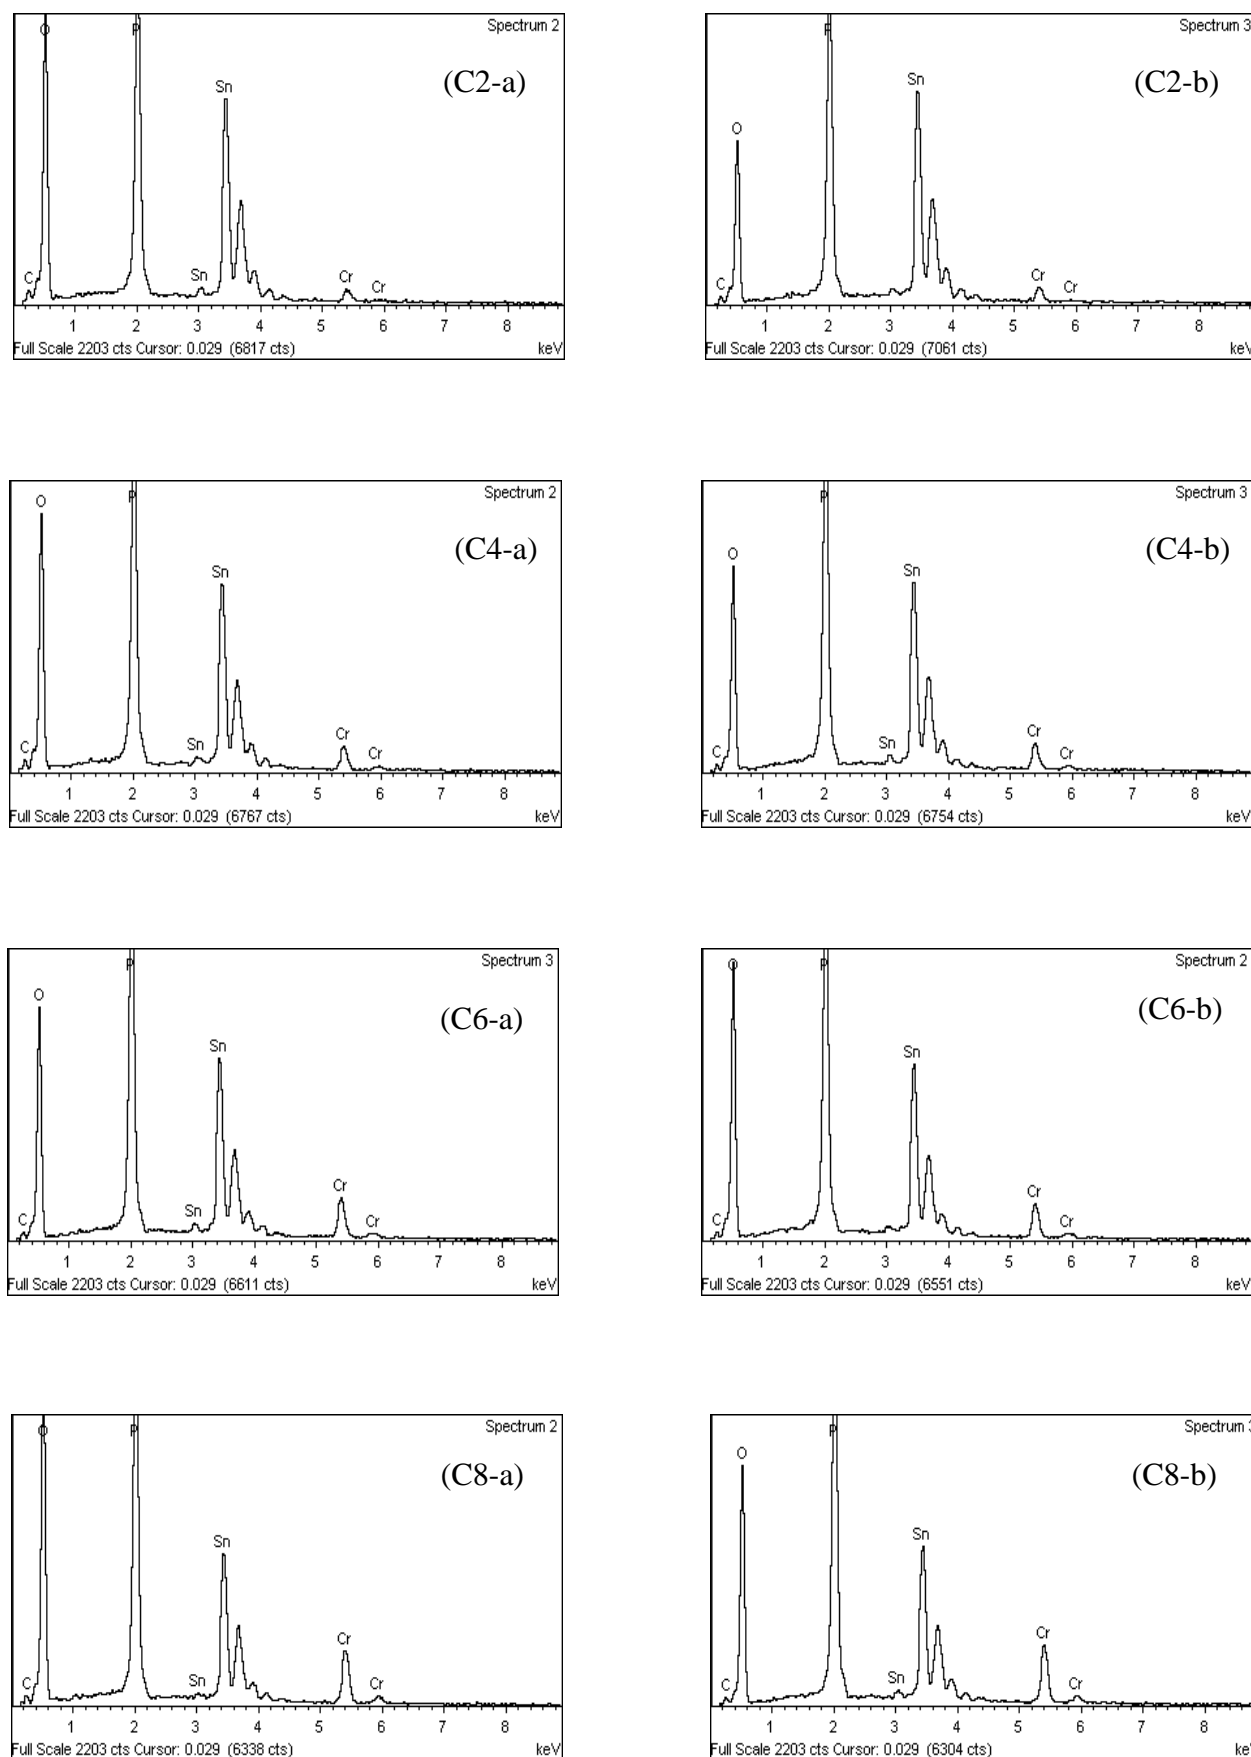 Spectrum 2
(C2-a)
O
P
Sn
C
Sn
Cr
Cr
1 2 3 4 5 6 7 8
Full Scale 2203 cts Cursor: 0.029 (6817 cts) keV
Spectrum 3
(C2-b)
P
Sn
O
C
Cr
Cr
1 2 3 4 5 6 7 8
Full Scale 2203 cts Cursor: 0.029 (7061 cts) keV
Spectrum 2
(C4-a)
O
P
Sn
C
Sn
Cr
Cr
1 2 3 4 5 6 7 8
Full Scale 2203 cts Cursor: 0.029 (6767 cts) keV
Spectrum 3
(C4-b)
P
O
Sn
C
Sn
Cr
Cr
1 2 3 4 5 6 7 8
Full Scale 2203 cts Cursor: 0.029 (6754 cts) keV
Spectrum 3
(C6-a)
P
O
Sn
C
Sn
Cr
Cr
1 2 3 4 5 6 7 8
Full Scale 2203 cts Cursor: 0.029 (6611 cts) keV
Spectrum 2
(C6-b)
O
P
Sn
C
Cr
Cr
1 2 3 4 5 6 7 8
Full Scale 2203 cts Cursor: 0.029 (6551 cts) keV
Spectrum 2
(C8-a)
O
P
Sn
C
Sn
Cr
Cr
1 2 3 4 5 6 7 8
Full Scale 2203 cts Cursor: 0.029 (6338 cts) keV
Spectrum 3
(C8-b)
P
O
Sn
C
Sn
Cr
Cr
1 2 3 4 5 6 7 8
Full Scale 2203 cts Cursor: 0.029 (6304 cts) keV